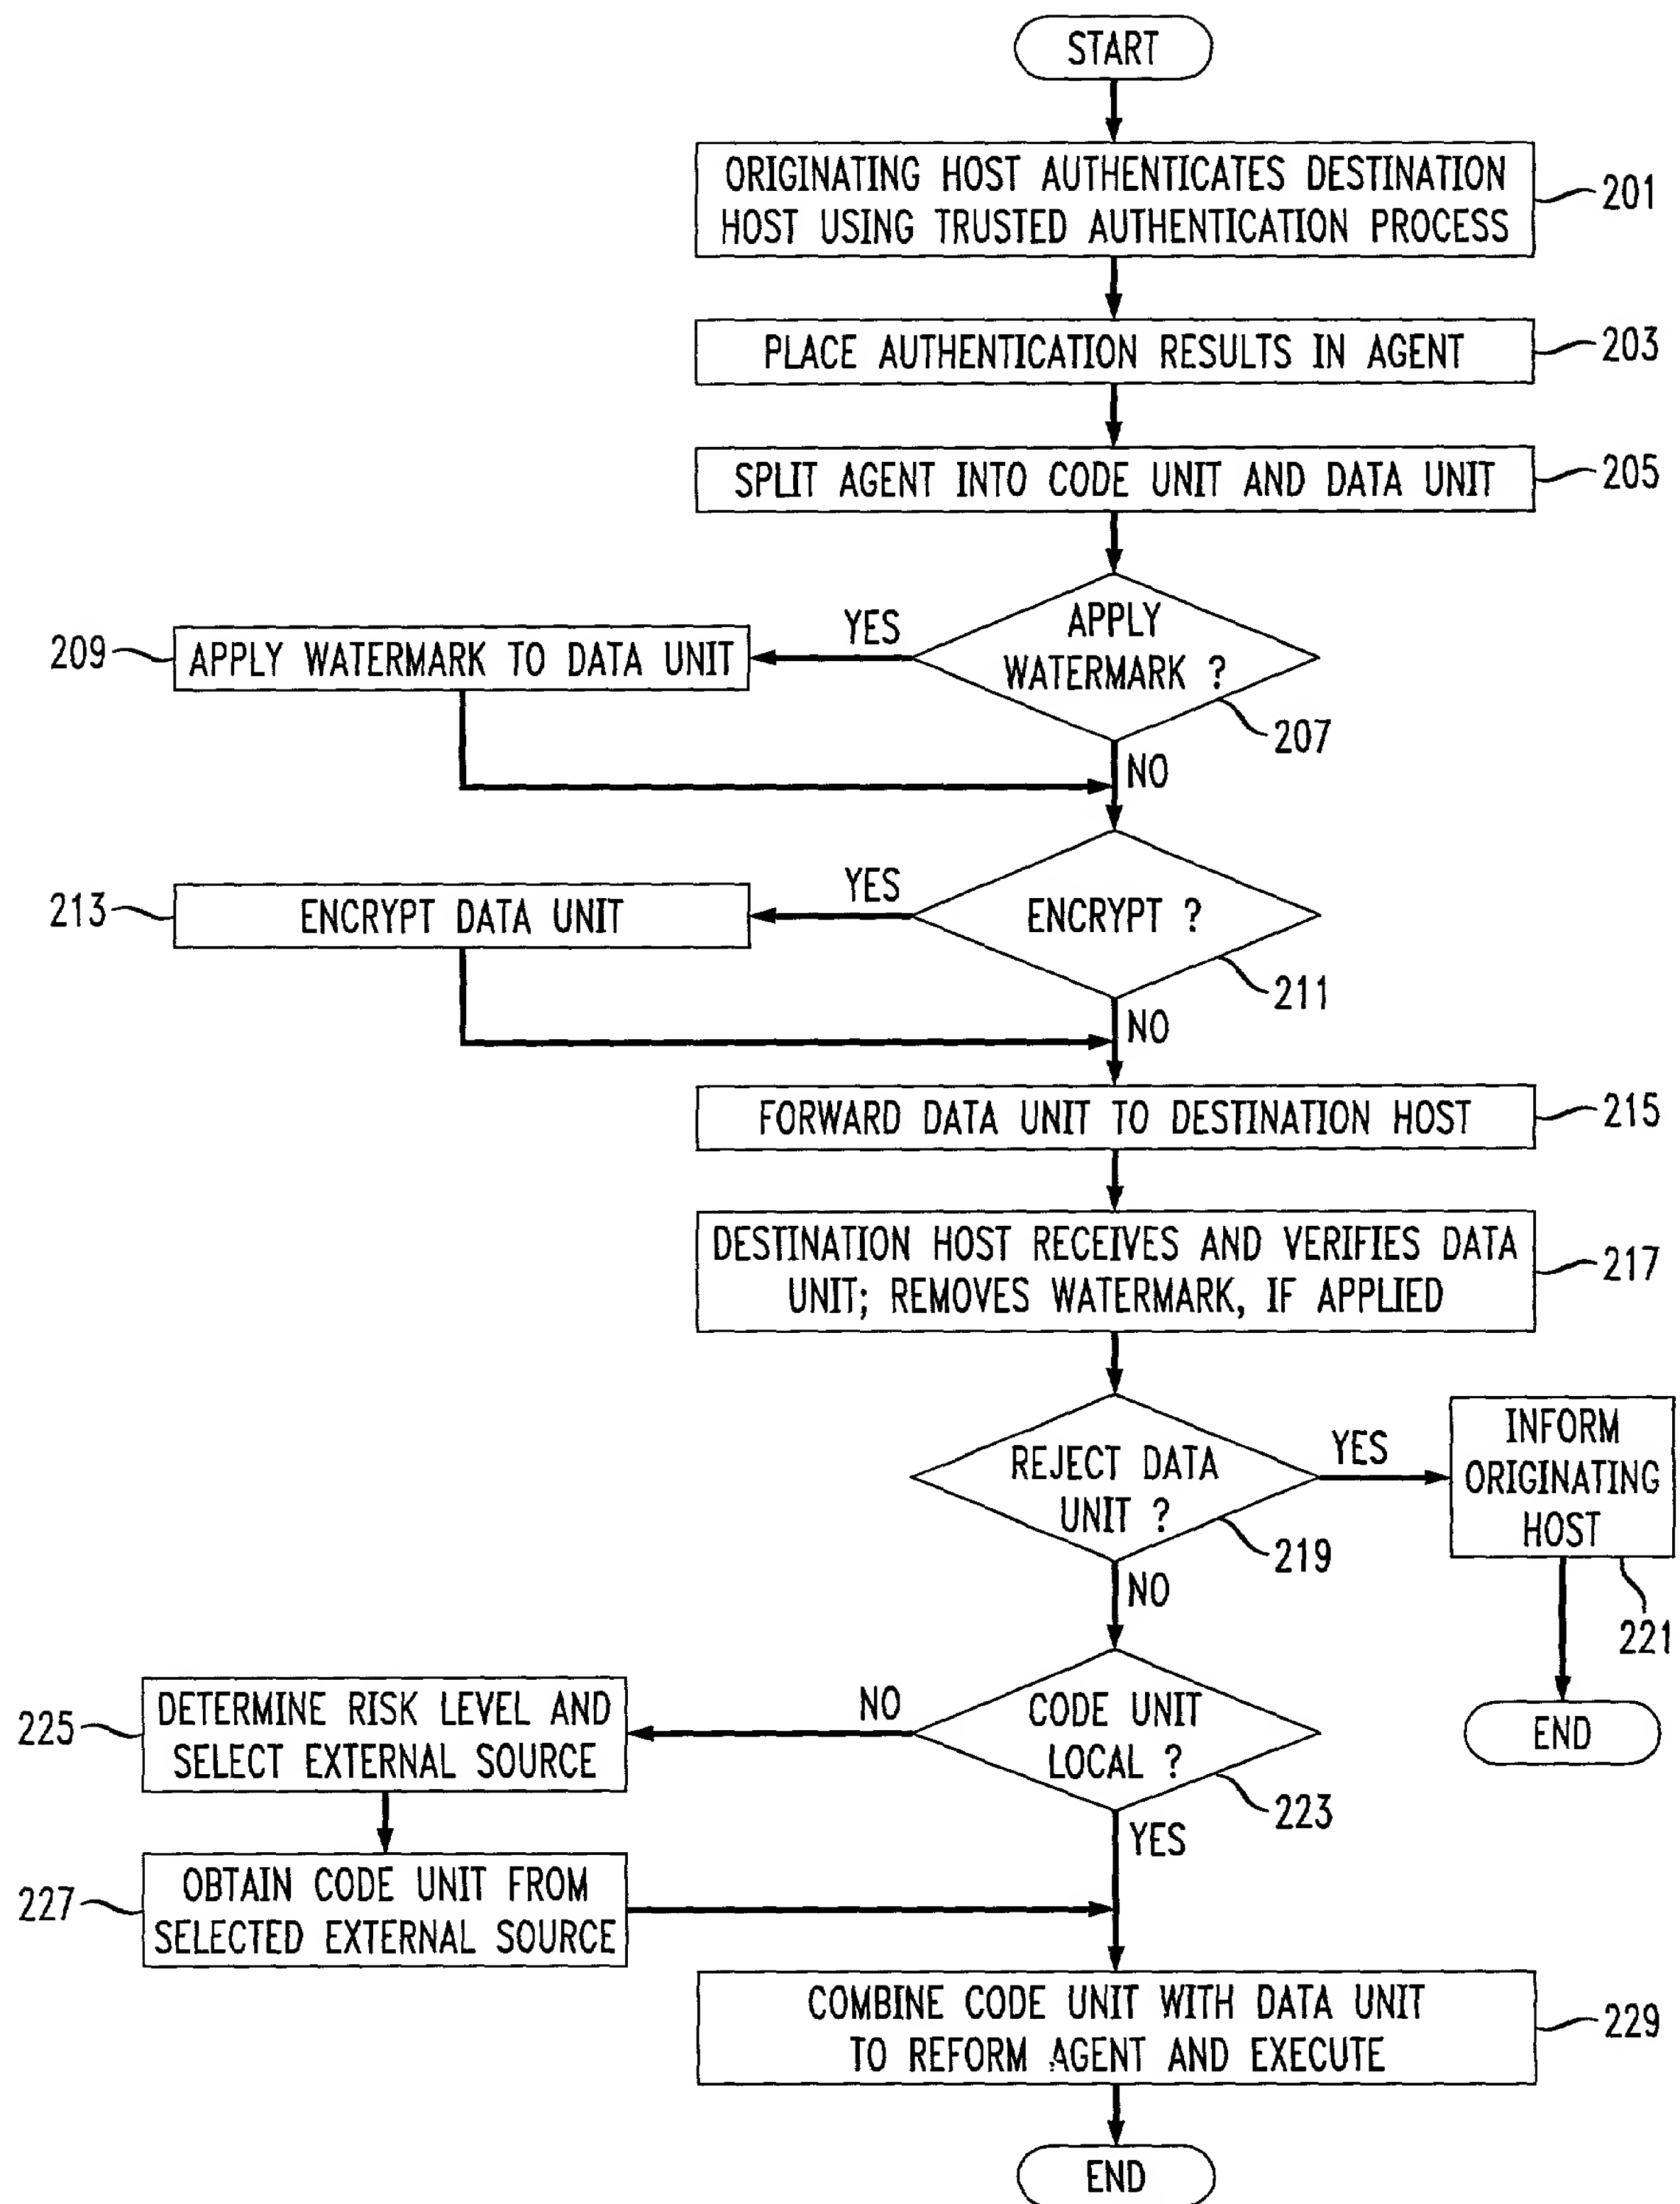 START
ORIGINATING HOST AUTHENTICATES DESTINATION
HOST USING TRUSTED AUTHENTICATION PROCESS
201
PLACE AUTHENTICATION RESULTS IN AGENT
203
SPLIT AGENT INTO CODE UNIT AND DATA UNIT
205
APPLY
WATERMARK ?
207
YES
209
APPLY WATERMARK TO DATA UNIT
NO
ENCRYPT ?
211
YES
213
ENCRYPT DATA UNIT
NO
FORWARD DATA UNIT TO DESTINATION HOST
215
DESTINATION HOST RECEIVES AND VERIFIES DATA
UNIT; REMOVES WATERMARK, IF APPLIED
217
REJECT DATA
UNIT ?
219
YES
INFORM
ORIGINATING
HOST
221
END
NO
CODE UNIT
LOCAL ?
223
NO
225
DETERMINE RISK LEVEL AND
SELECT EXTERNAL SOURCE
227
OBTAIN CODE UNIT FROM
SELECTED EXTERNAL SOURCE
YES
COMBINE CODE UNIT WITH DATA UNIT
TO REFORM AGENT AND EXECUTE
229
END